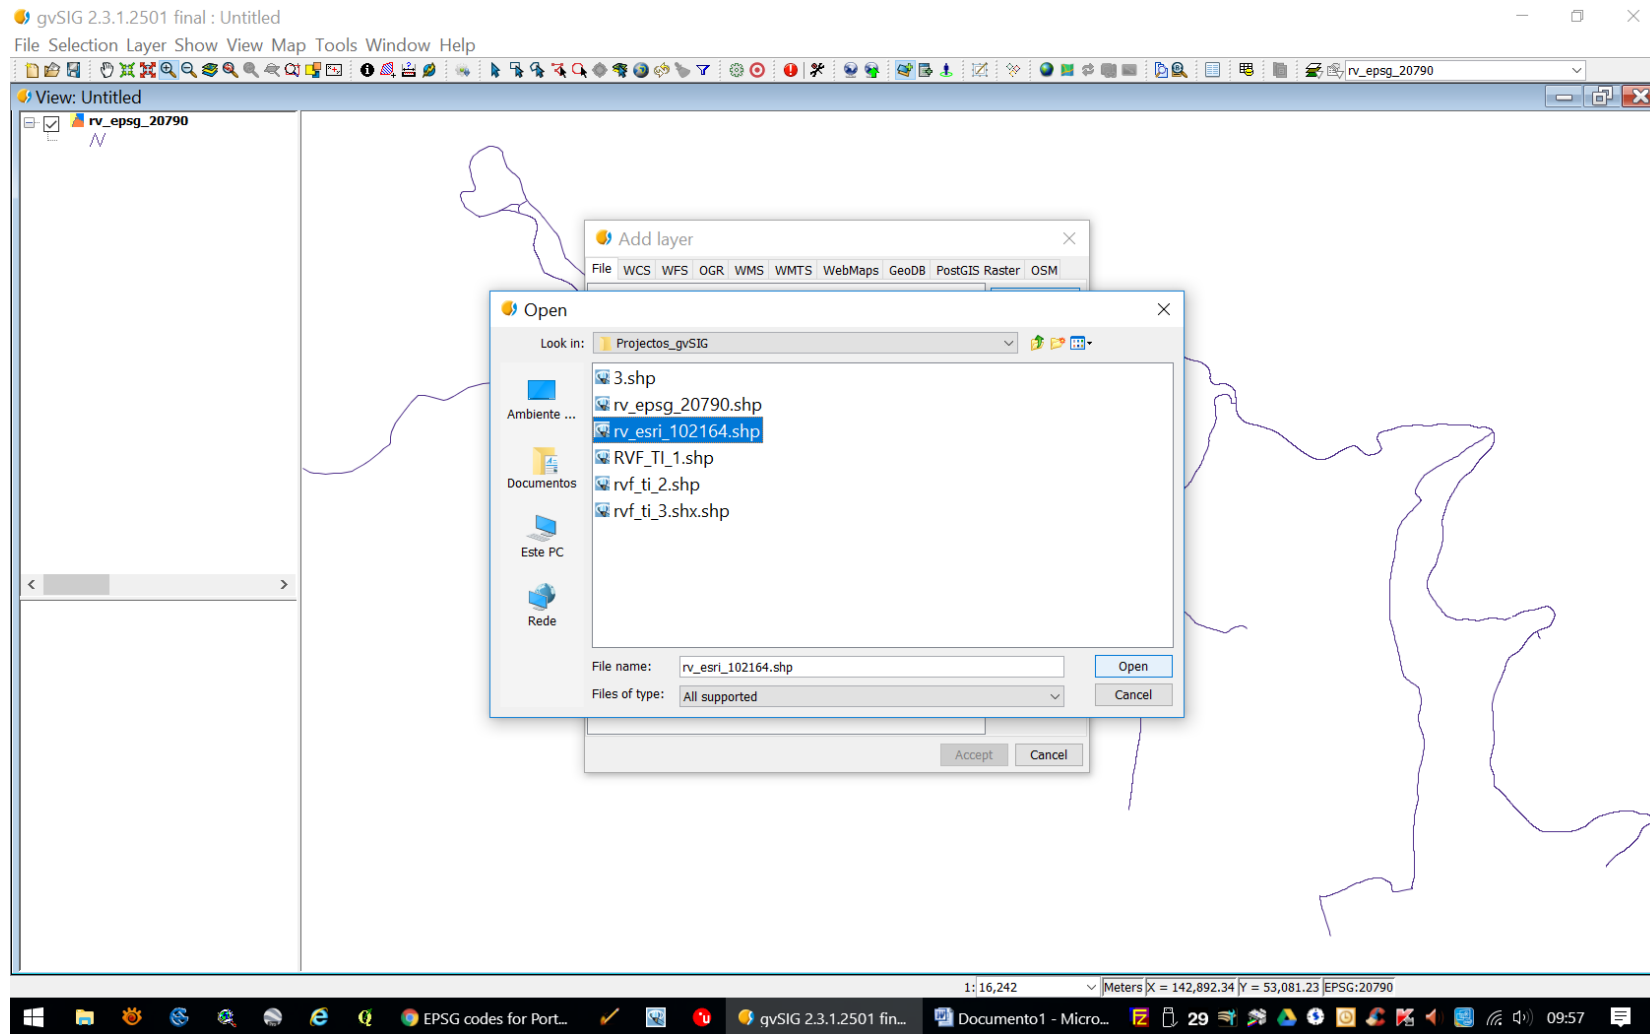 gvSIG 2.3.1.2501 final : Untitled
File Selection Layer Show View Map Tools Window Help
rv_epsg_20790
View: Untitled
rv_epsg_20790
Add layer
File WCS WFS OGR WMS WMTS WebMaps GeoDB PostGIS Raster OSM
Open
Look in: Projectos_gvSIG
Ambiente ...
Documentos
Este PC
Rede
3.shp
rv_epsg_20790.shp
rv_esri_102164.shp
RVF_TI_1.shp
rvf_ti_2.shp
rvf_ti_3.shx.shp
File name: rv_esri_102164.shp Open
Files of type: All supported Cancel
Accept Cancel
1: 16,242 Meters X = 142,892.34 Y = 53,081.23 EPSG:20790
EPSG codes for Port... gvSIG 2.3.1.2501 fin... Documento1 - Micro... 29 09:57